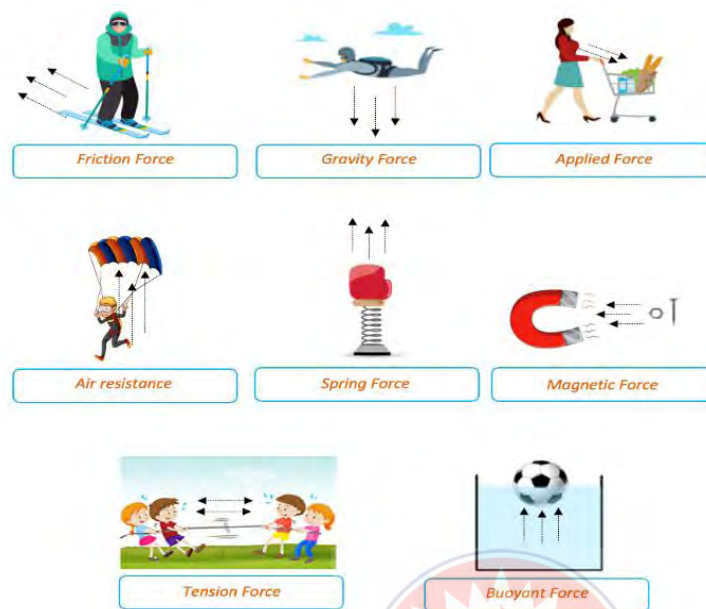 Friction Force
Gravity Force
Applied Force
Air resistance
Spring Force
Magnetic Force
Tension Force
Buoyant Force